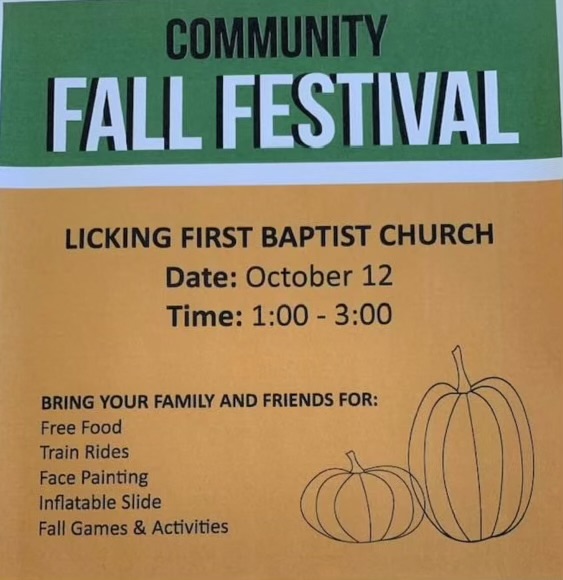 COMMUNITY
FALL FESTIVAL
LICKING FIRST BAPTIST CHURCH
Date: October 12
Time: 1:00 - 3:00
BRING YOUR FAMILY AND FRIENDS FOR:
Free Food
Train Rides
Face Painting
Inflatable Slide
Fall Games & Activities